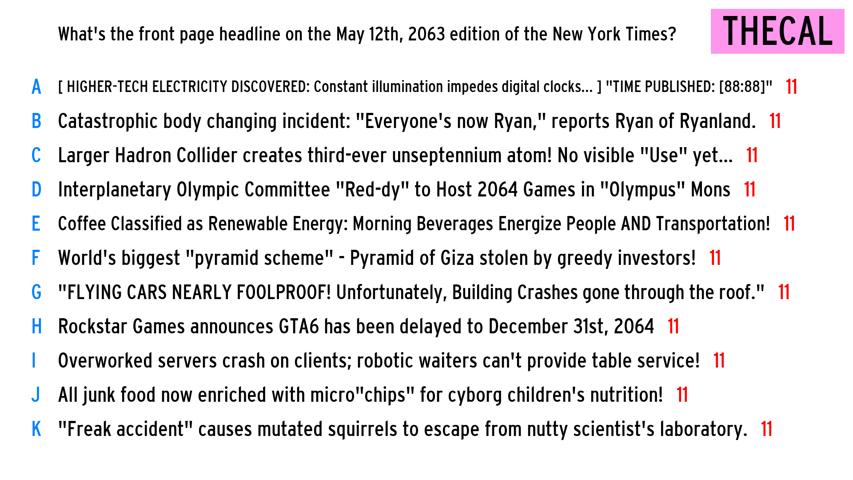 What's the front page headline on the May 12th, 2063 edition of the New York Times?
THECAL
A [ HIGHER-TECH ELECTRICITY DISCOVERED: Constant illumination impedes digital clocks... ] "TIME PUBLISHED: [88:88]" 11
B Catastrophic body changing incident: "Everyone's now Ryan," reports Ryan of Ryanland. 11
C Larger Hadron Collider creates third-ever unseptennium atom! No visible "Use" yet... 11
D Interplanetary Olympic Committee "Red-dy" to Host 2064 Games in "Olympus" Mons 11
E Coffee Classified as Renewable Energy: Morning Beverages Energize People AND Transportation! 11
F World's biggest "pyramid scheme" - Pyramid of Giza stolen by greedy investors! 11
G "FLYING CARS NEARLY FOOLPROOF! Unfortunately, Building Crashes gone through the roof." 11
H Rockstar Games announces GTA6 has been delayed to December 31st, 2064 11
I Overworked servers crash on clients; robotic waiters can't provide table service! 11
J All junk food now enriched with micro"chips" for cyborg children's nutrition! 11
K "Freak accident" causes mutated squirrels to escape from nutty scientist's laboratory. 11